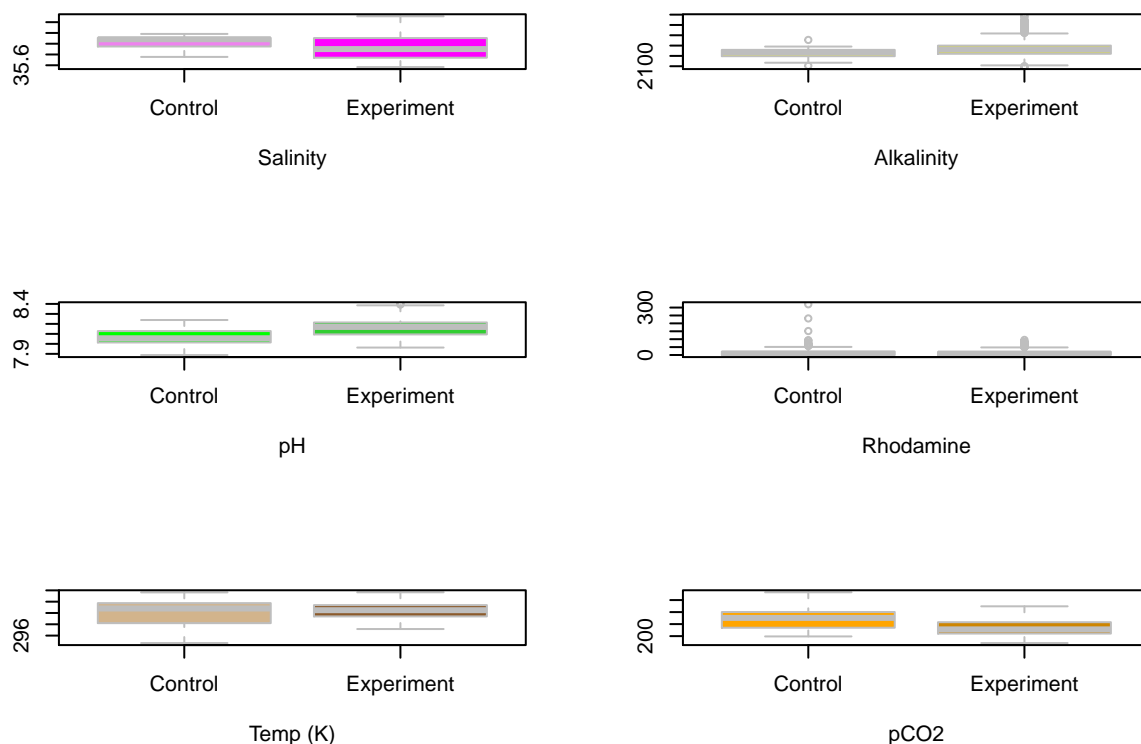 35.6
Control Experiment
Salinity
2100
Control Experiment
Alkalinity
8.4
7.9
Control Experiment
pH
300
0
Control Experiment
Rhodamine
296
Control Experiment
Temp (K)
200
Control Experiment
pCO2